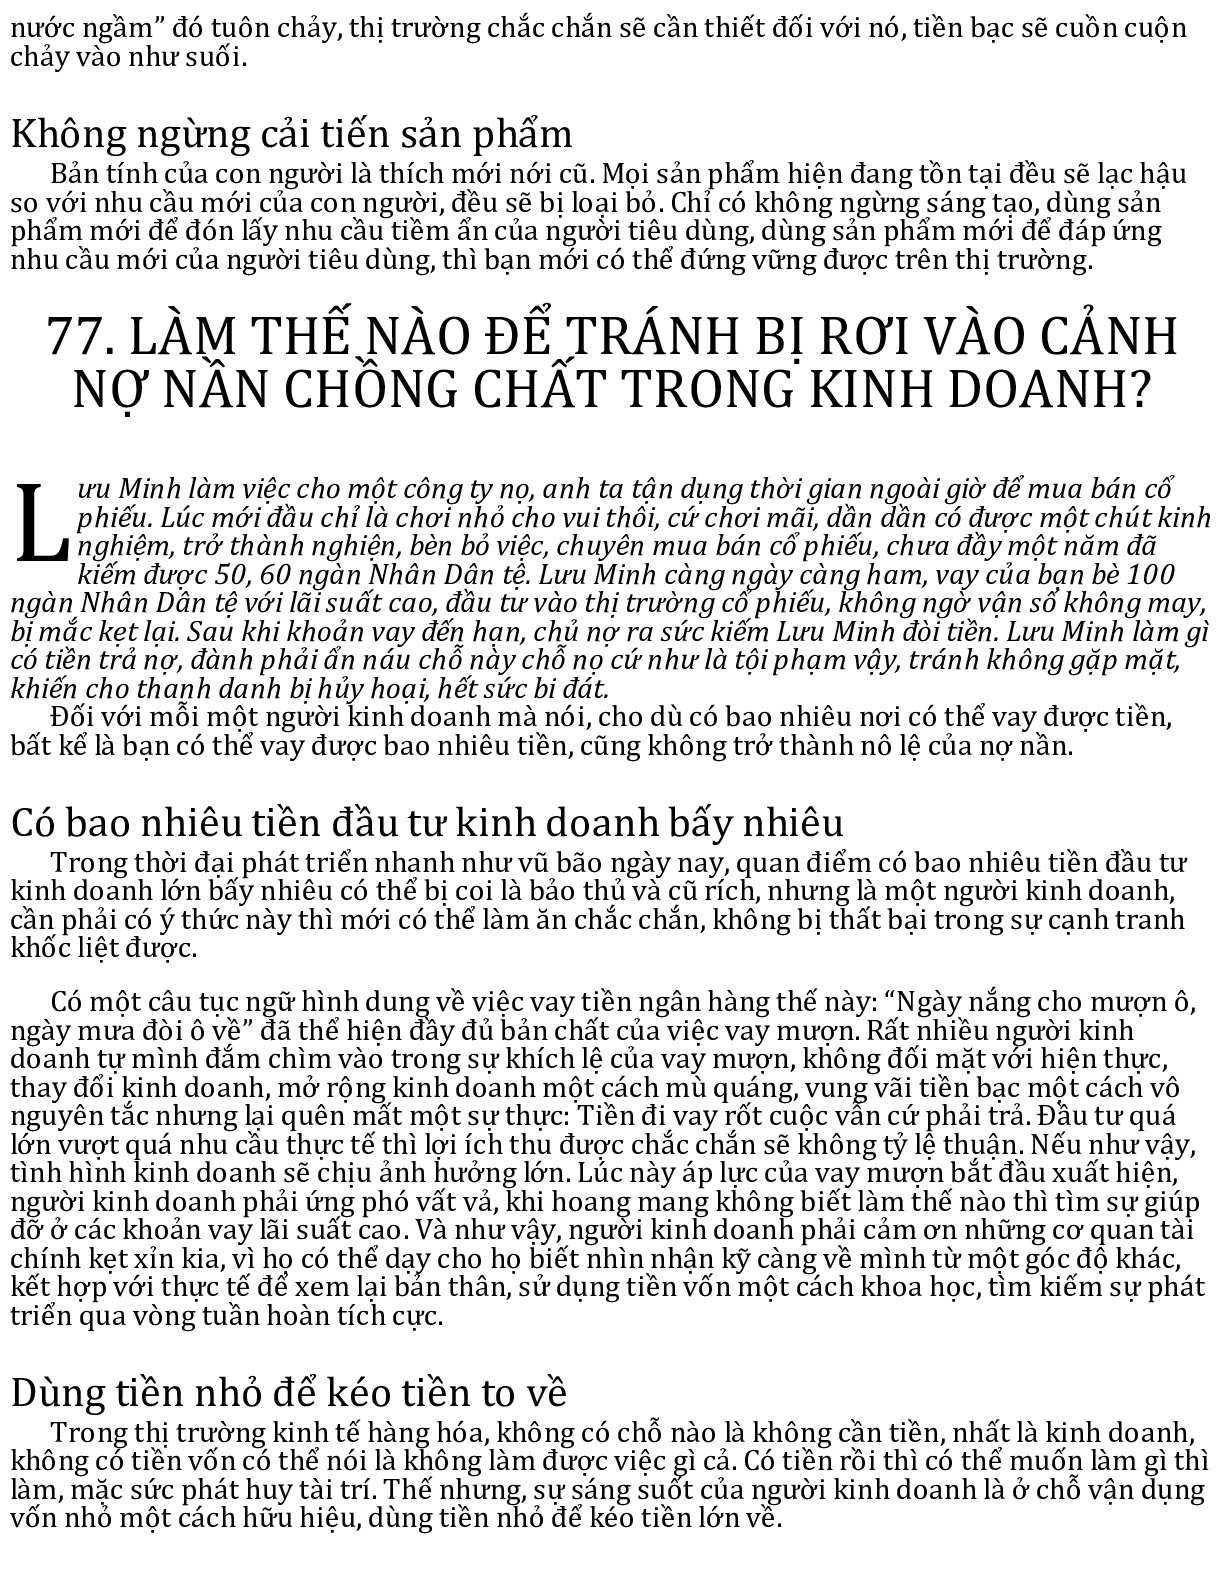 nước ngầm” đó tuôn chảy, thị trường chắc chắn sẽ cần thiết đối với nó, tiền bạc sẽ cuồn cuộn
chảy vào như suối.
Không ngừng cải tiến sản phẩm
Bản tính của con người là thích mới nới cũ. Mọi sản phẩm hiện đang tồn tại đều sẽ lạc hậu
so với nhu cầu mới của con người, đều sẽ bị loại bỏ. Chỉ có không ngừng sáng tạo, dùng sản
phẩm mới để đón lấy nhu cầu tiềm ẩn của người tiêu dùng, dùng sản phẩm mới để đáp ứng
nhu cầu mới của người tiêu dùng, thì bạn mới có thể đứng vững được trên thị trường.
77. LÀM THẾ NÀO ĐỂ TRÁNH BỊ RƠI VÀO CẢNH
NỢ NẦN CHỒNG CHẤT TRONG KINH DOANH?
Lưu Minh làm việc cho một công ty nọ, anh ta tận dụng thời gian ngoài giờ để mua bán cổ
phiếu. Lúc mới đầu chỉ là chơi nhỏ cho vui thôi, cứ chơi mãi, dần dần có được một chút kinh
nghiệm, trở thành nghiện, bèn bỏ việc, chuyên mua bán cổ phiếu, chưa đầy một năm đã
kiếm được 50, 60 ngàn Nhân Dân tệ. Lưu Minh càng ngày càng ham, vay của bạn bè 100
ngàn Nhân Dân tệ với lãi suất cao, đầu tư vào thị trường cổ phiếu, không ngờ vận số không may,
bị mắc kẹt lại. Sau khi khoản vay đến hạn, chủ nợ ra sức kiếm Lưu Minh đòi tiền. Lưu Minh làm gì
có tiền trả nợ, đành phải ẩn náu chỗ này chỗ nọ cứ như là tội phạm vậy, tránh không gặp mặt,
khiến cho thanh danh bị hủy hoại, hết sức bi đát.
Đối với mỗi một người kinh doanh mà nói, cho dù có bao nhiêu nơi có thể vay được tiền,
bất kể là bạn có thể vay được bao nhiêu tiền, cũng không trở thành nô lệ của nợ nần.
Có bao nhiêu tiền đầu tư kinh doanh bấy nhiêu
Trong thời đại phát triển nhanh như vũ bão ngày nay, quan điểm có bao nhiêu tiền đầu tư
kinh doanh lớn bấy nhiêu có thể bị coi là bảo thủ và cũ rích, nhưng là một người kinh doanh,
cần phải có ý thức này thì mới có thể làm ăn chắc chắn, không bị thất bại trong sự cạnh tranh
khốc liệt được.
Có một câu tục ngữ hình dung về việc vay tiền ngân hàng thế này: “Ngày nắng cho mượn ô,
ngày mưa đòi ô về” đã thể hiện đầy đủ bản chất của việc vay mượn. Rất nhiều người kinh
doanh tự mình đắm chìm vào trong sự khích lệ của vay mượn, không đối mặt với hiện thực,
thay đổi kinh doanh, mở rộng kinh doanh một cách mù quáng, vung vãi tiền bạc một cách vô
nguyên tắc nhưng lại quên mất một sự thực: Tiền đi vay rốt cuộc vẫn cứ phải trả. Đầu tư quá
lớn vượt quá nhu cầu thực tế thì lợi ích thu được chắc chắn sẽ không tỷ lệ thuận. Nếu như vậy,
tình hình kinh doanh sẽ chịu ảnh hưởng lớn. Lúc này áp lực của vay mượn bắt đầu xuất hiện,
người kinh doanh phải ứng phó vất vả, khi hoang mang không biết làm thế nào thì tìm sự giúp
đỡ ở các khoản vay lãi suất cao. Và như vậy, người kinh doanh phải cảm ơn những cơ quan tài
chính kẹt xỉn kia, vì họ có thể dạy cho họ biết nhìn nhận kỹ càng về mình từ một góc độ khác,
kết hợp với thực tế để xem lại bản thân, sử dụng tiền vốn một cách khoa học, tìm kiếm sự phát
triển qua vòng tuần hoàn tích cực.
Dùng tiền nhỏ để kéo tiền to về
Trong thị trường kinh tế hàng hóa, không có chỗ nào là không cần tiền, nhất là kinh doanh,
không có tiền vốn có thể nói là không làm được việc gì cả. Có tiền rồi thì có thể muốn làm gì thì
làm, mặc sức phát huy tài trí. Thế nhưng, sự sáng suốt của người kinh doanh là ở chỗ vận dụng
vốn nhỏ một cách hữu hiệu, dùng tiền nhỏ để kéo tiền lớn về.